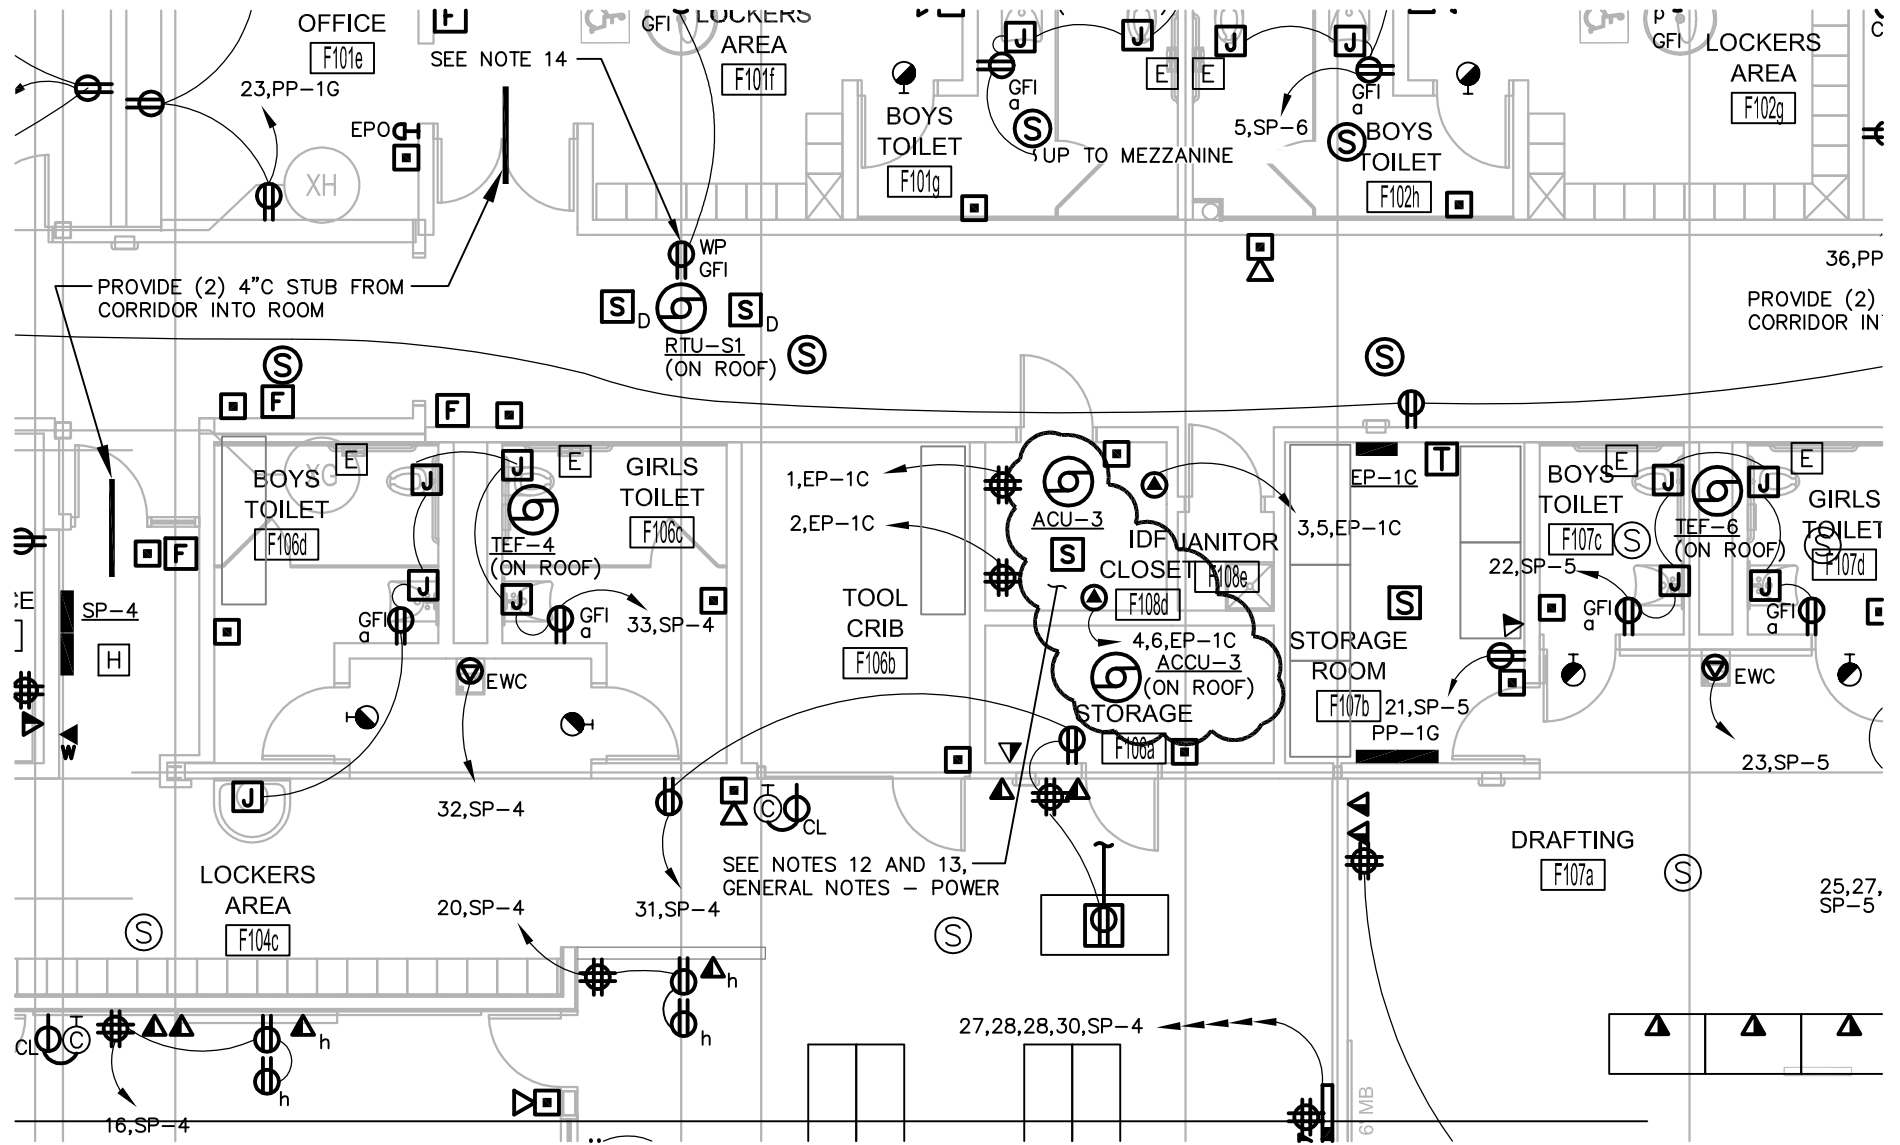 OFFICE
F101e
F
GFI
LOCKERS
AREA
F101f
SEE NOTE 14
23,PP-1G
EPO
XH
BOYS
TOILET
F101g
J
J
GFI
a
S
E
E
UP TO MEZZANINE
J
J
GFI
a
5,SP-6
S
BOYS
TOILET
F102h
GFI
LOCKERS
AREA
F102g
PROVIDE (2) 4"C STUB FROM
CORRIDOR INTO ROOM
WP
GFI
S
D
S
D
RTU-S1
(ON ROOF)
S
S
S
36,PP
PROVIDE (2)
CORRIDOR IN
F
F
BOYS
TOILET
F106d
XG
E
J
J
E
J
TEF-4
(ON ROOF)
J
GIRLS
TOILET
F106c
GFI
a
GFI
a
33,SP-4
1,EP-1C
2,EP-1C
ACU-3
S
IDF
CLOSET
F108d
JANITOR
F108e
3,5,EP-1C
4,6,EP-1C
ACCU-3
(ON ROOF)
EP-1C
T
S
BOYS
TOILET
F107c
E
J
J
E
TEF-6
(ON ROOF)
GIRLS
TOILET
F107d
S
S
J
J
22,SP-5
GFI
a
GFI
a
F
SP-4
H
W
EWC
TOOL
CRIB
F106b
STORAGE
F106a
STORAGE
ROOM
F107b
21,SP-5
PP-1G
EWC
23,SP-5
J
32,SP-4
C
CL
SEE NOTES 12 AND 13,
GENERAL NOTES – POWER
DRAFTING
F107a
S
LOCKERS
AREA
F104c
S
20,SP-4
31,SP-4
S
25,27,
SP-5
h
h
27,28,28,30,SP-4
CL
C
h
h
16,SP-4
6'MB